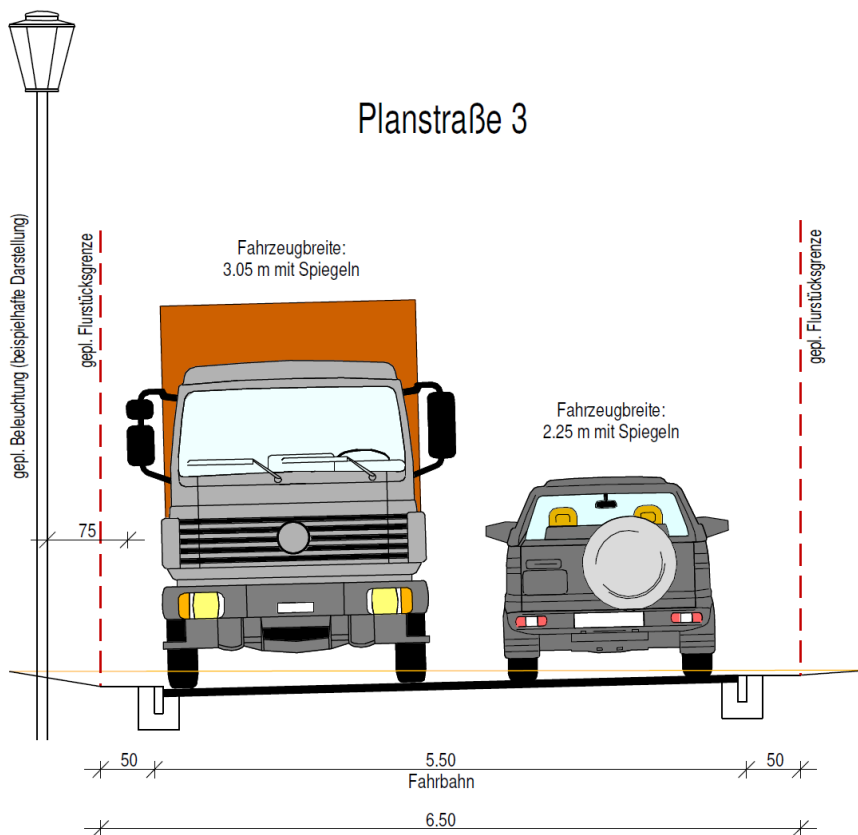 Planstraße 3
gepl. Beleuchtung (beispielhafte Darstellung)
gepl. Flurstücksgrenze
Fahrzeugbreite:
3.05 m mit Spiegeln
gepl. Flurstücksgrenze
Fahrzeugbreite:
2.25 m mit Spiegeln
75
50
5.50
50
Fahrbahn
6.50